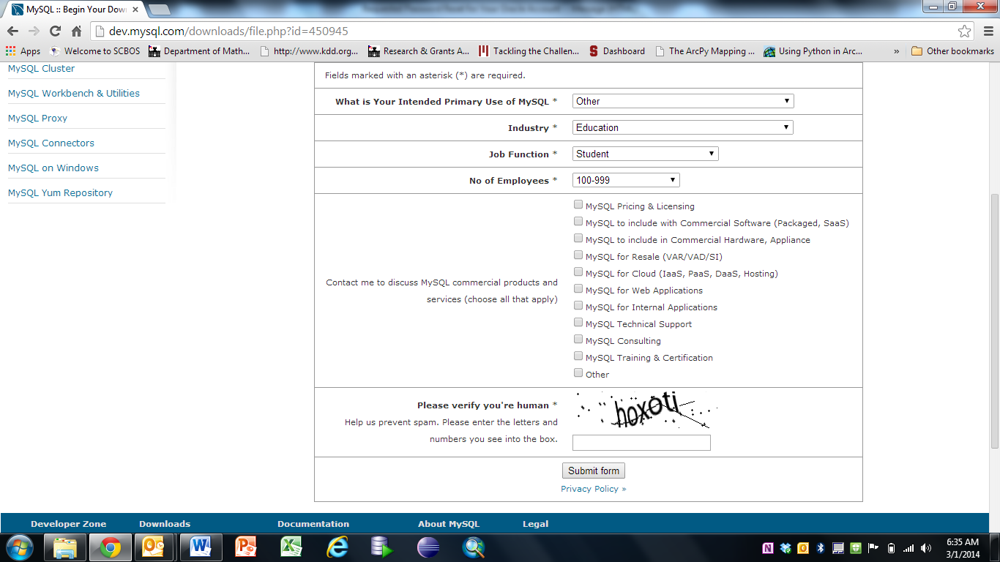 MySQL :: Begin Your Dow
dev.mysql.com/downloads/file.php?id=450945
Apps Welcome to SCBOS Department of Math... http://www.kdd.org... Research & Grants A... Tackling the Challen... Dashboard The ArcPy Mapping ... Using Python in Arc... » Other bookmarks
MySQL Cluster
MySQL Workbench & Utilities
MySQL Proxy
MySQL Connectors
MySQL on Windows
MySQL Yum Repository
Fields marked with an asterisk (*) are required.
What is Your Intended Primary Use of MySQL * Other
Industry * Education
Job Function * Student
No of Employees * 100-999
Contact me to discuss MySQL commercial products and
services (choose all that apply)
MySQL Pricing & Licensing
MySQL to include with Commercial Software (Packaged, SaaS)
MySQL to include in Commercial Hardware, Appliance
MySQL for Resale (VAR/VAD/SI)
MySQL for Cloud (IaaS, PaaS, DaaS, Hosting)
MySQL for Web Applications
MySQL for Internal Applications
MySQL Technical Support
MySQL Consulting
MySQL Training & Certification
Other
Please verify you're human *
Help us prevent spam. Please enter the letters and
numbers you see into the box.
hoxoti
Submit form
Privacy Policy »
Developer Zone Downloads Documentation About MySQL Legal
6:35 AM
3/1/2014